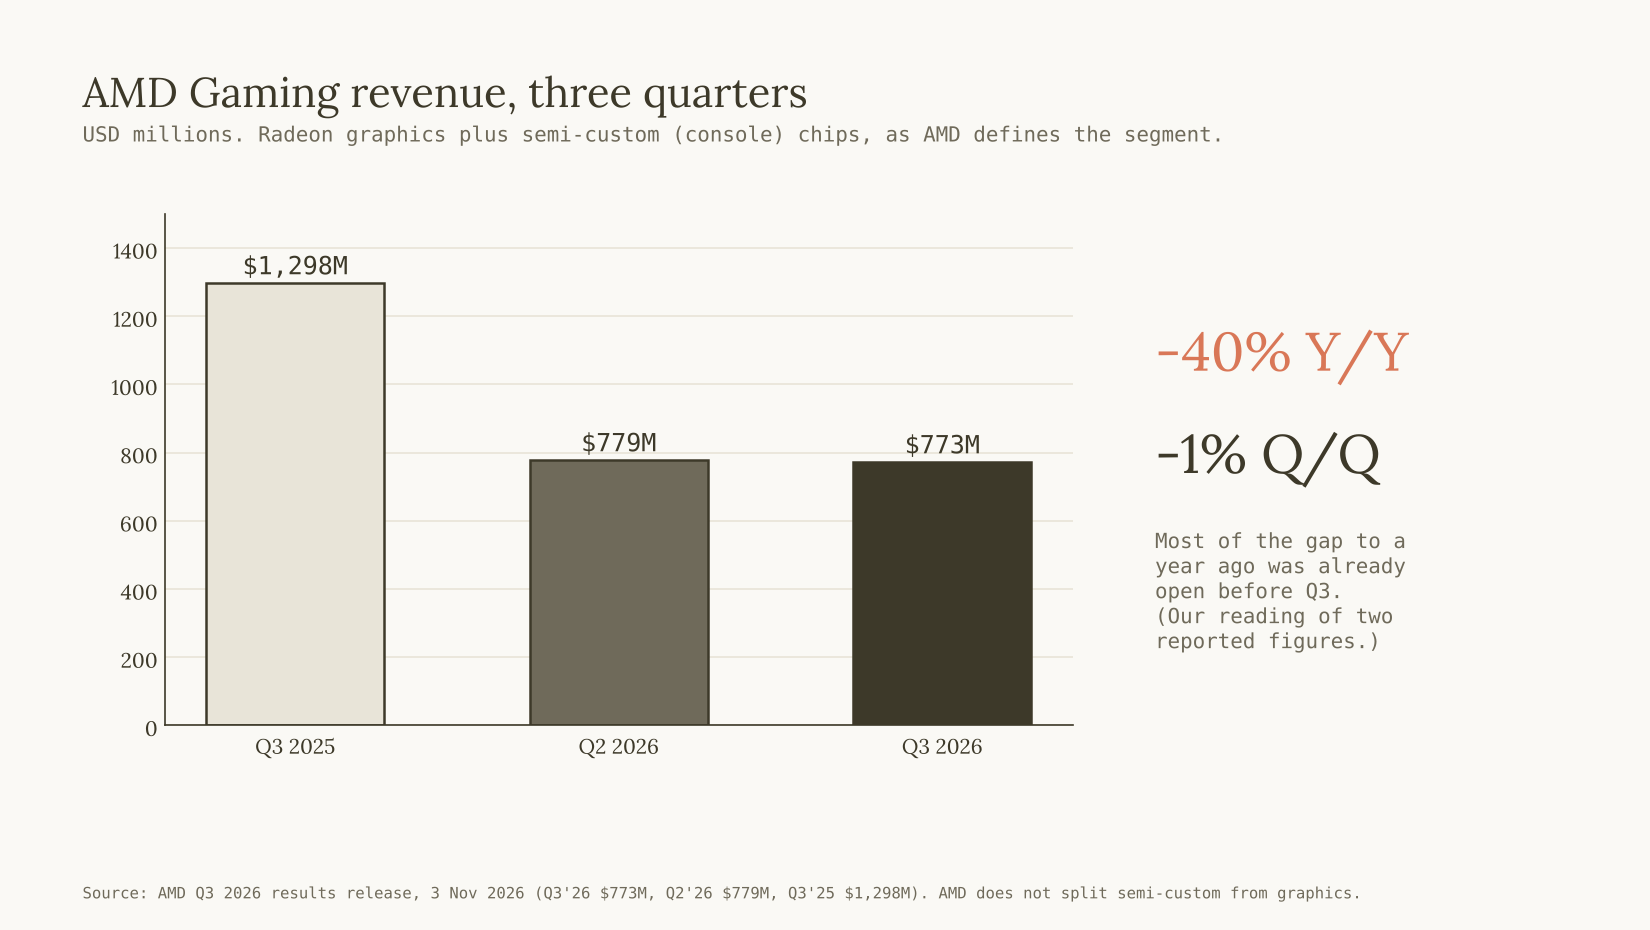 AMD Gaming revenue, three quarters
USD millions. Radeon graphics plus semi-custom (console) chips, as AMD defines the segment.
1400
1200
1000
800
600
400
200
0
$1,298M
$779M
$773M
Q3 2025
Q2 2026
Q3 2026
-40% Y/Y
-1% Q/Q
Most of the gap to a
year ago was already
open before Q3.
(Our reading of two
reported figures.)
Source: AMD Q3 2026 results release, 3 Nov 2026 (Q3'26 $773M, Q2'26 $779M, Q3'25 $1,298M). AMD does not split semi-custom from graphics.